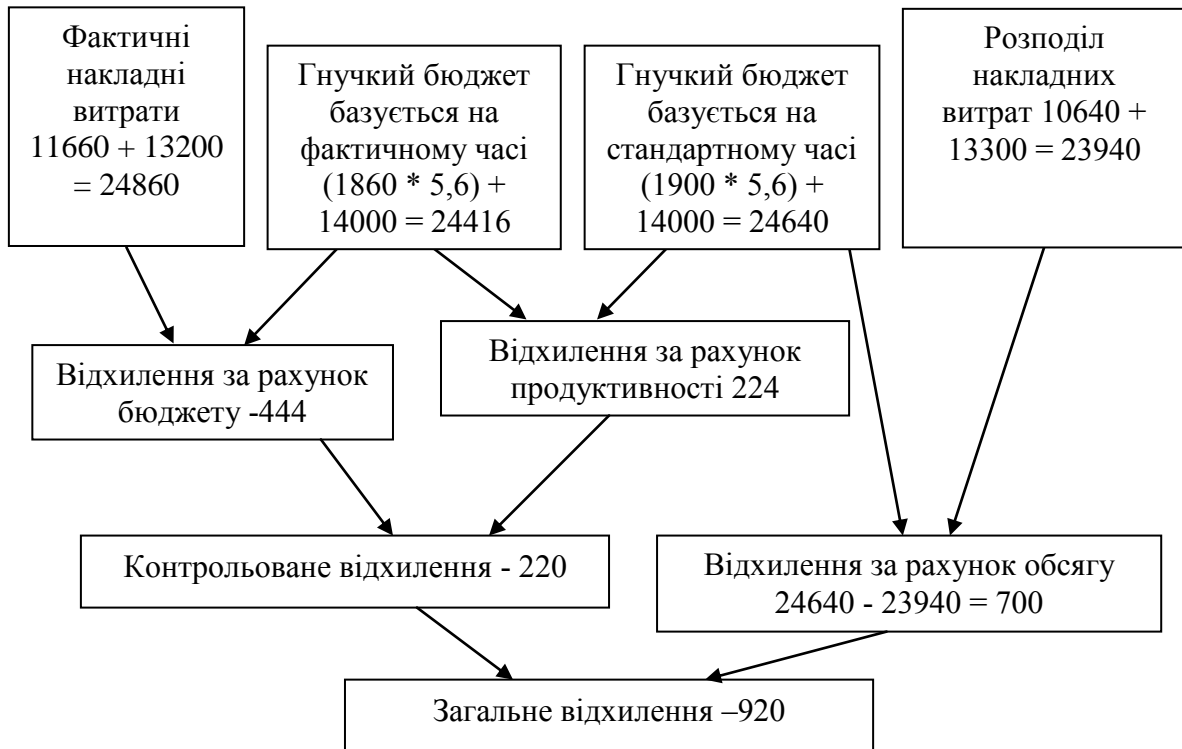 Фактичні
накладні
витрати
11660 + 13200
= 24860
Гнучкий бюджет
базується на
фактичному часі
(1860 * 5,6) +
14000 = 24416
Гнучкий бюджет
базується на
стандартному часі
(1900 * 5,6) +
14000 = 24640
Розподіл
накладних
витрат 10640 +
13300 = 23940
Відхилення за рахунок
бюджету -444
Відхилення за рахунок
продуктивності 224
Контрольоване відхилення - 220
Відхилення за рахунок обсягу
24640 - 23940 = 700
Загальне відхилення –920